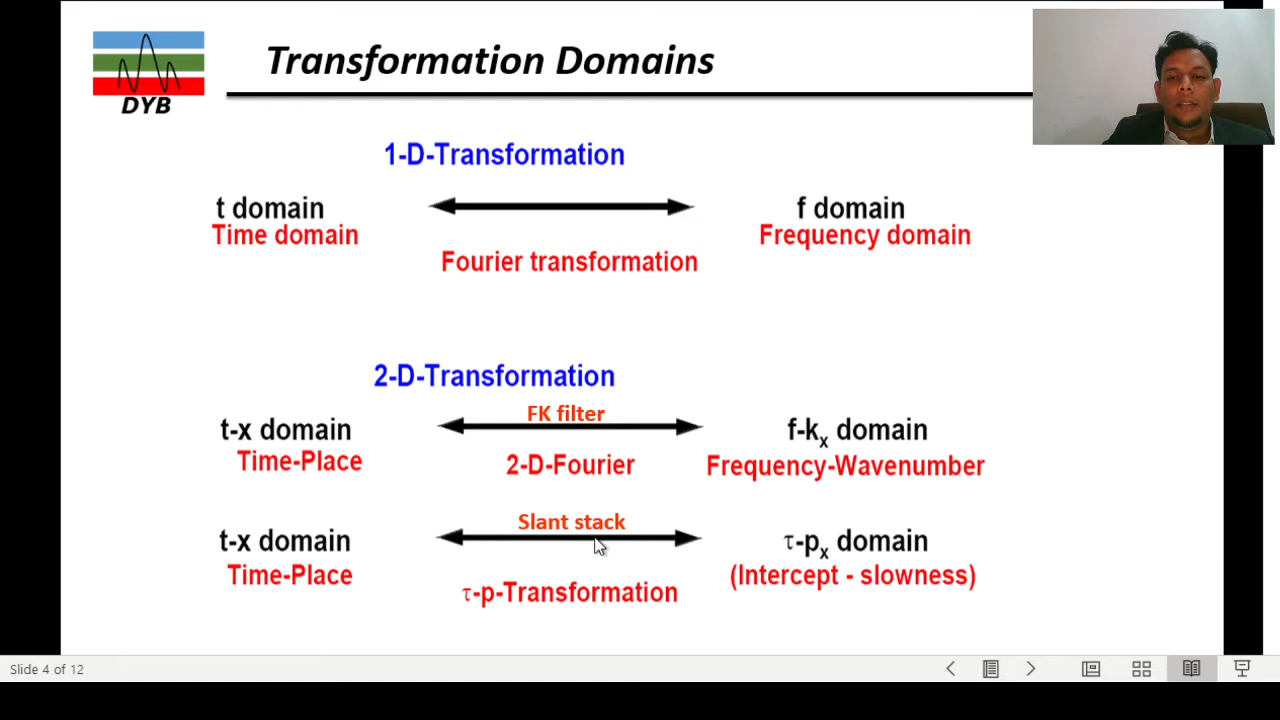 DYB
Transformation Domains
1-D-Transformation
t domain
f domain
Time domain
Frequency domain
Fourier transformation
2-D-Transformation
FK filter
t-x domain
f-kx domain
Time-Place
2-D-Fourier
Frequency-Wavenumber
Slant stack
t-x domain
τ-px domain
Time-Place
(Intercept - slowness)
τ-p-Transformation
Slide 4 of 12